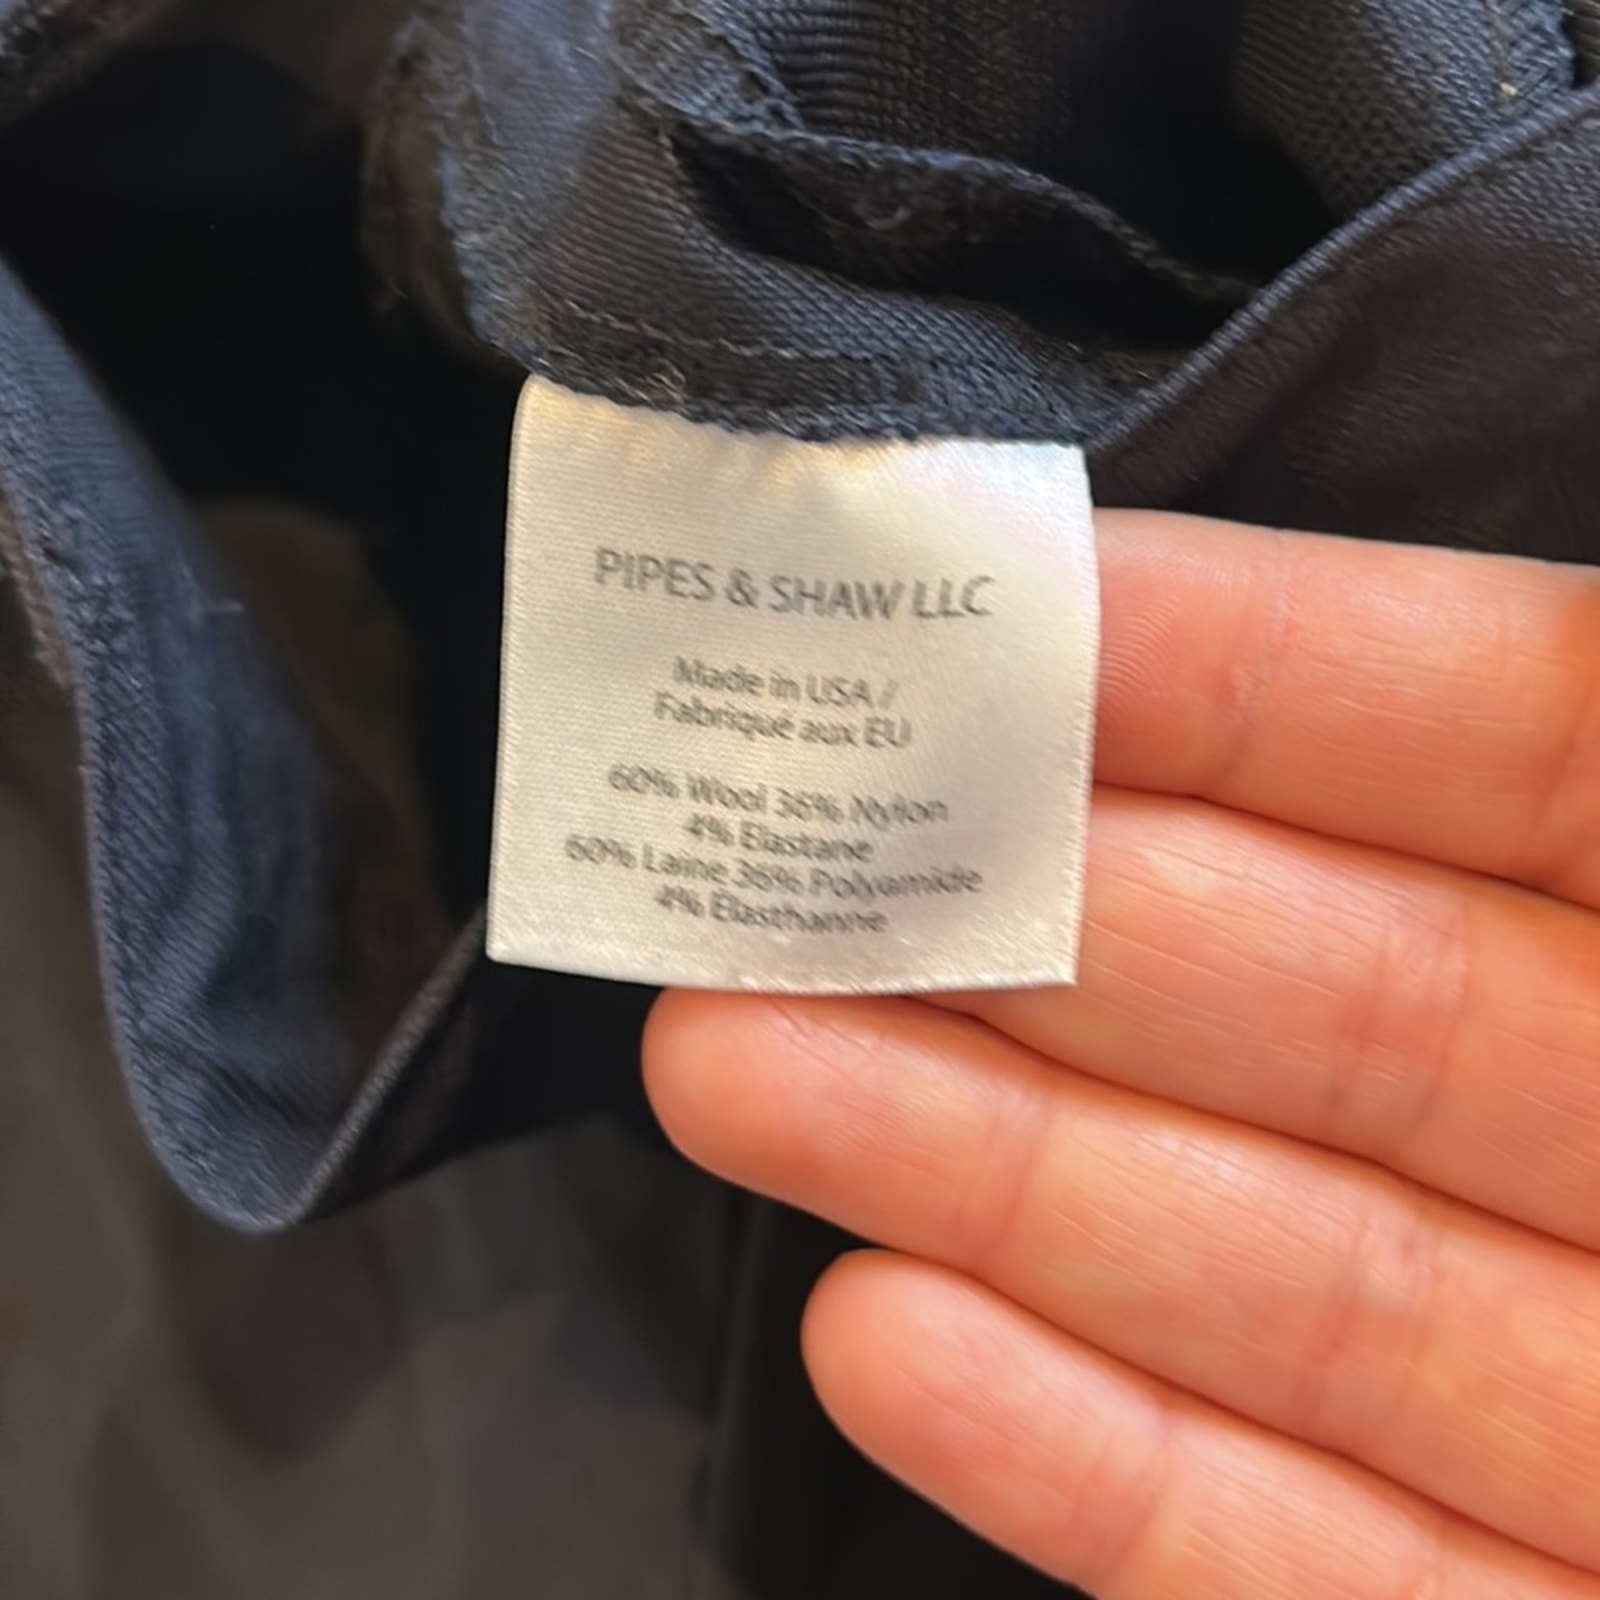 PIPES & SHAW LLC
Made in USA /
Fabriqué aux EU
60% Wool 36% Nylon
4% Elastane
60% Laine 36% Polyamide
4% Elasthanne